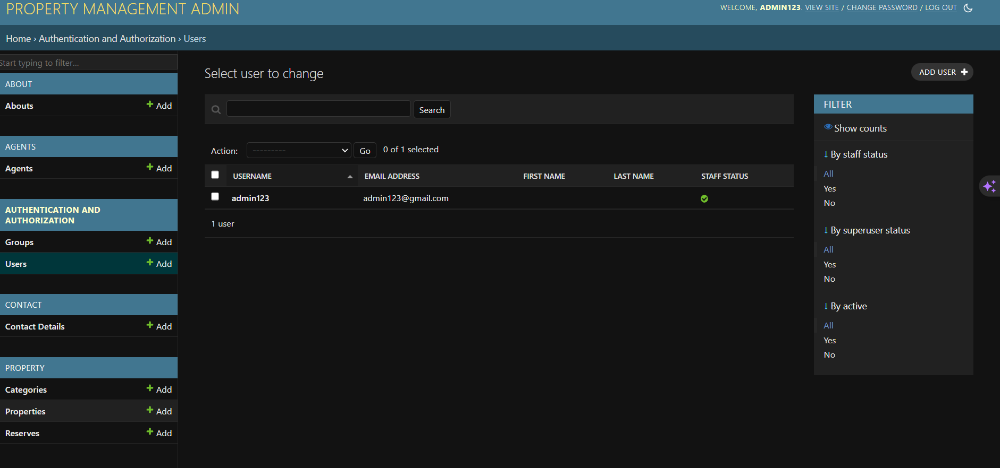 PROPERTY MANAGEMENT ADMIN
WELCOME, ADMIN123. VIEW SITE / CHANGE PASSWORD / LOG OUT
Home › Authentication and Authorization › Users
Start typing to filter...
ABOUT
Abouts Add
AGENTS
Agents Add
AUTHENTICATION AND
AUTHORIZATION
Groups Add
Users Add
CONTACT
Contact Details Add
PROPERTY
Categories Add
Properties Add
Reserves Add
Select user to change
ADD USER
Search
Action: --------- Go 0 of 1 selected
USERNAME EMAIL ADDRESS FIRST NAME LAST NAME STAFF STATUS
admin123 admin123@gmail.com
1 user
FILTER
Show counts
↓ By staff status
All
Yes
No
↓ By superuser status
All
Yes
No
↓ By active
All
Yes
No